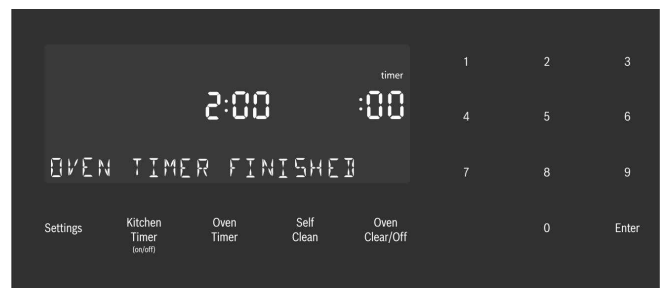 timer
2:00 :00
OVEN TIMER FINISHED
Settings
Kitchen
Timer
(on/off)
Oven
Timer
Self
Clean
Oven
Clear/Off
1 2 3
4 5 6
7 8 9
0 Enter